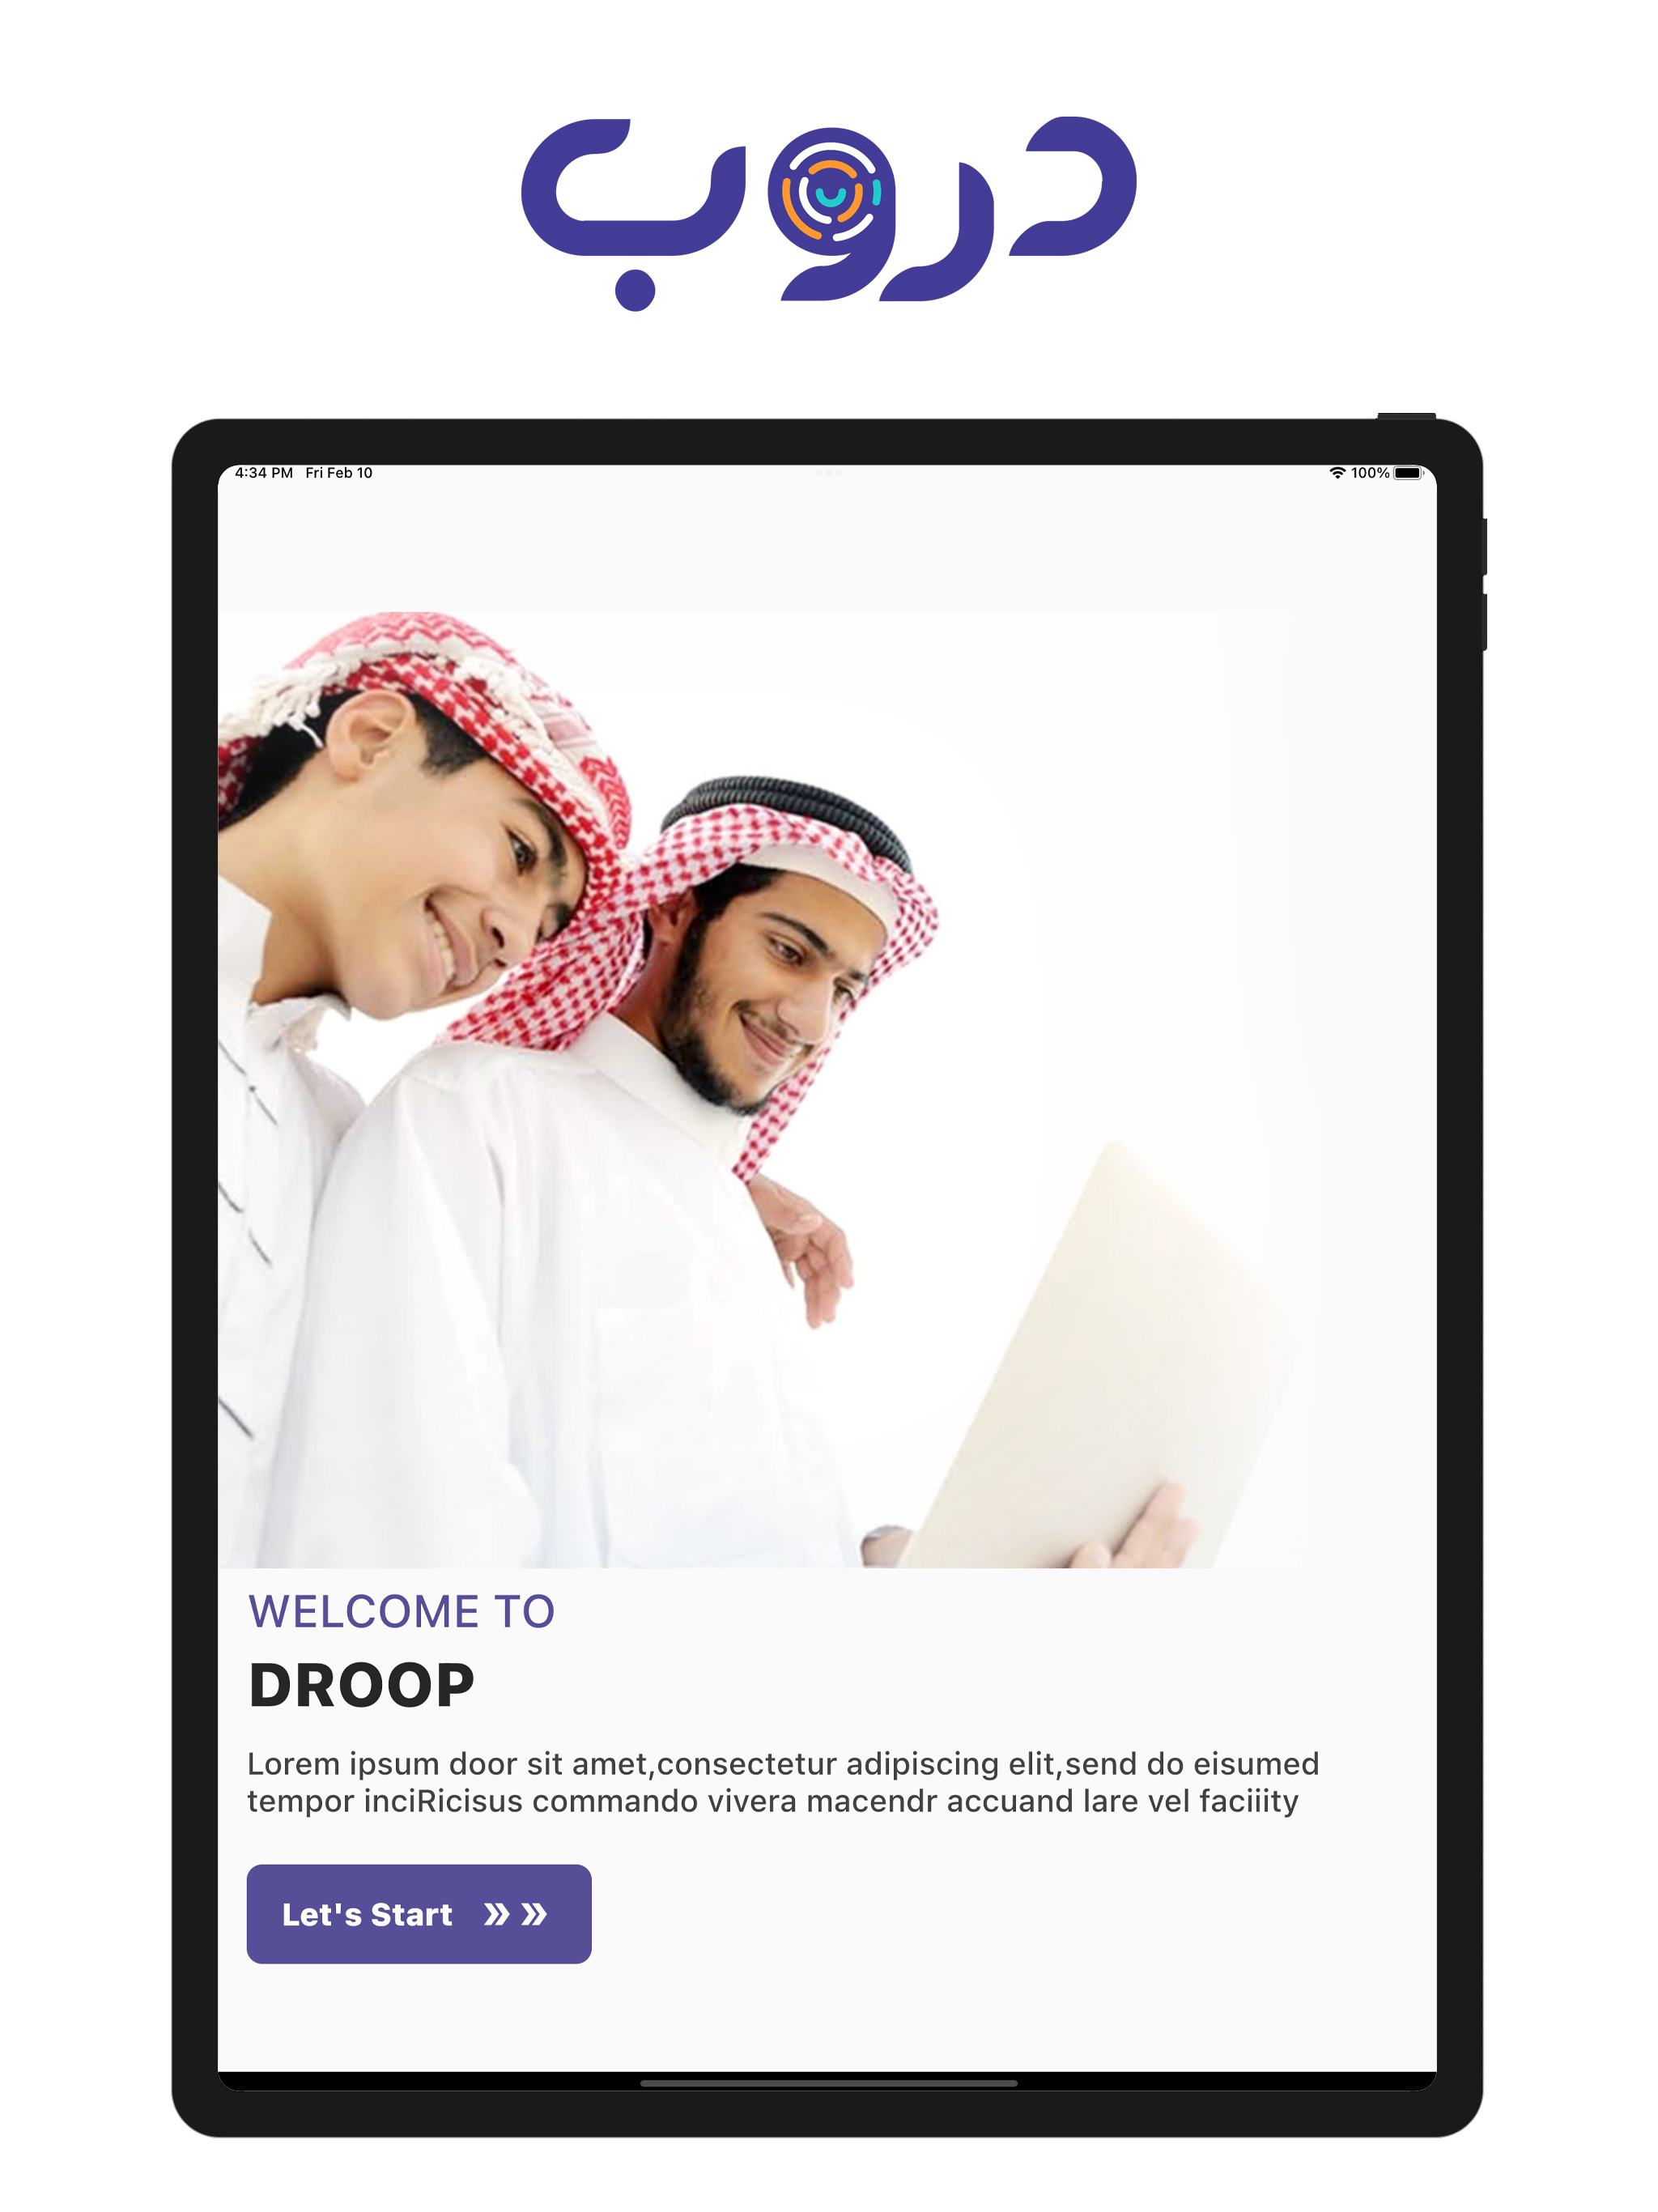 دروب
4:34 PM Fri Feb 10
100%
WELCOME TO
DROOP
Lorem ipsum door sit amet,consectetur adipiscing elit,send do eisumed
tempor inciRicisus commando vivera macendr accuand lare vel faciiity
Let's Start